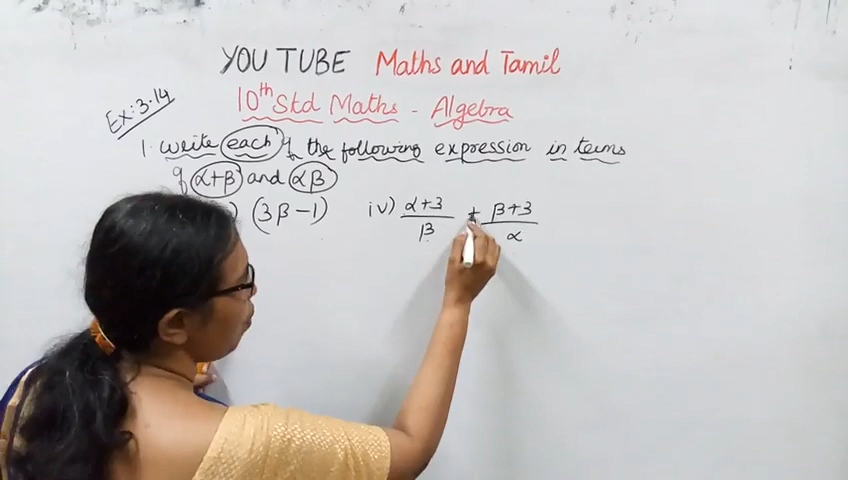 YOU TUBE Maths and Tamil
10th Std Maths - Algebra
Ex: 3.14
1. Write each of the following expression in terms
of α+β and αβ
) (3β-1) iv) α+3/β + β+3/α